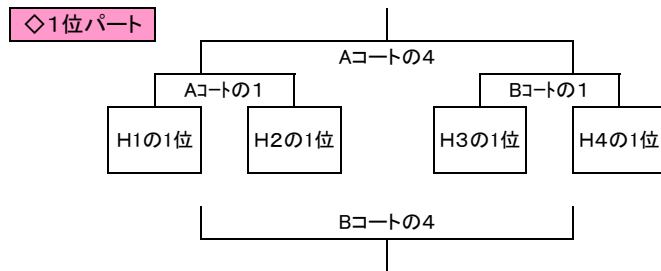 ◇1位パート
Aコートの4
Aコートの1
Bコートの1
H1の1位
H2の1位
H3の1位
H4の1位
Bコートの4